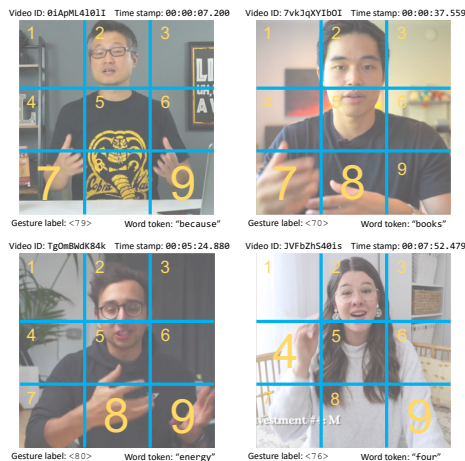 Video ID: 0iApML4l0lI Time stamp: 00:00:07.200
1 2 3
4 5 6
7 9
Cobra
Gesture label: <79> Word token: "because"
Video ID: 7vkJqXYIbOI Time stamp: 00:00:37.559
1 2 3
4 5 6
7 8 9
Gesture label: <70> Word token: "books"
Video ID: TgOmBWdK84k Time stamp: 00:05:24.880
1 2 3
4 5 6
7 8 9
Gesture label: <80> Word token: "energy"
Video ID: JVFbZhS40is Time stamp: 00:07:52.479
1 2 3
4 5 6
7 8 9
vestment : M
Gesture label: <76> Word token: "four"